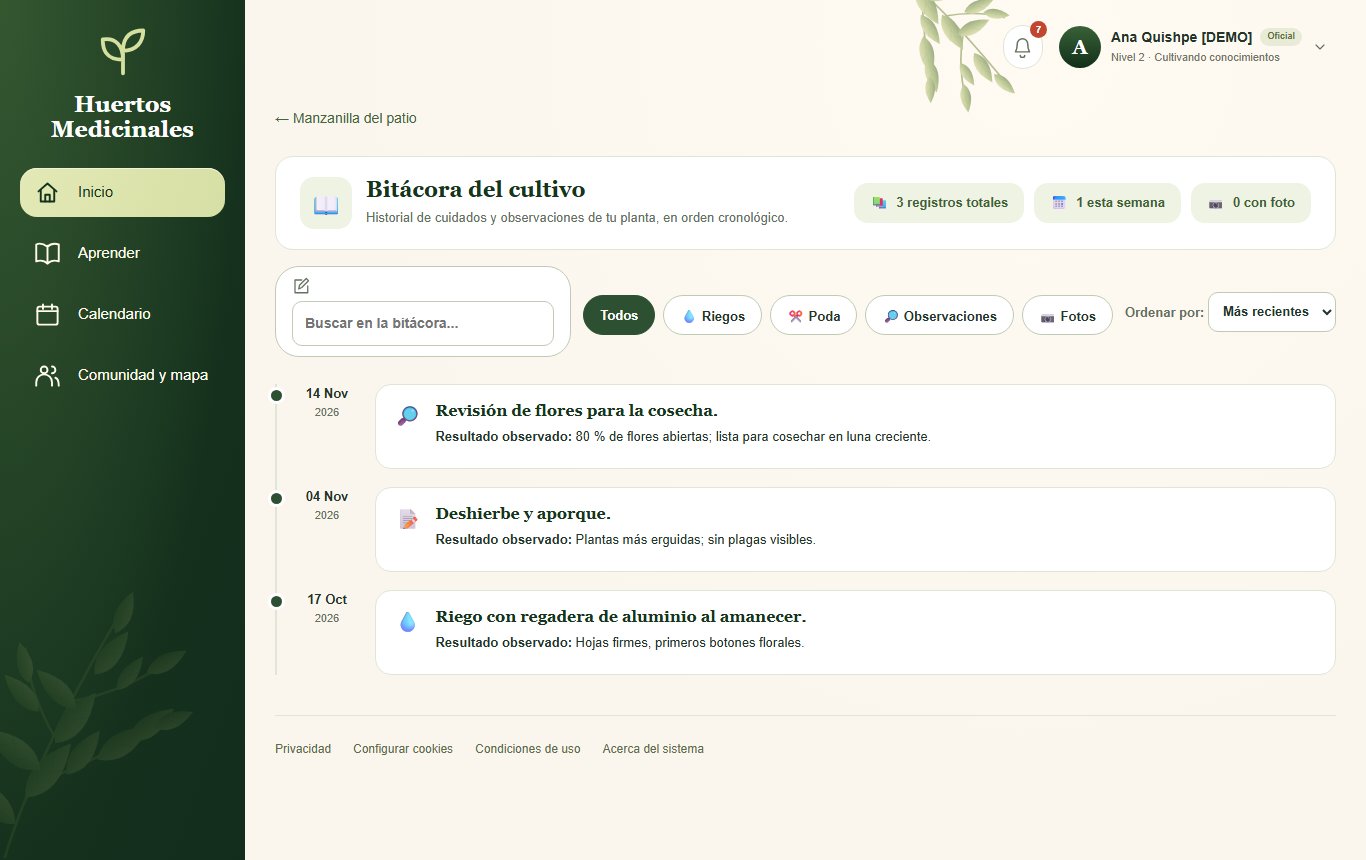 Huertos
Medicinales
Inicio
Aprender
Calendario
Comunidad y mapa
7
A
Ana Quishpe [DEMO]
Oficial
Nivel 2 · Cultivando conocimientos
← Manzanilla del patio
Bitácora del cultivo
Historial de cuidados y observaciones de tu planta, en orden cronológico.
3 registros totales
1 esta semana
0 con foto
Buscar en la bitácora...
Todos
Riegos
Poda
Observaciones
Fotos
Ordenar por:
Más recientes
14 Nov
2026
Revisión de flores para la cosecha.
Resultado observado: 80 % de flores abiertas; lista para cosechar en luna creciente.
04 Nov
2026
Deshierbe y aporque.
Resultado observado: Plantas más erguidas; sin plagas visibles.
17 Oct
2026
Riego con regadera de aluminio al amanecer.
Resultado observado: Hojas firmes, primeros botones florales.
Privacidad
Configurar cookies
Condiciones de uso
Acerca del sistema